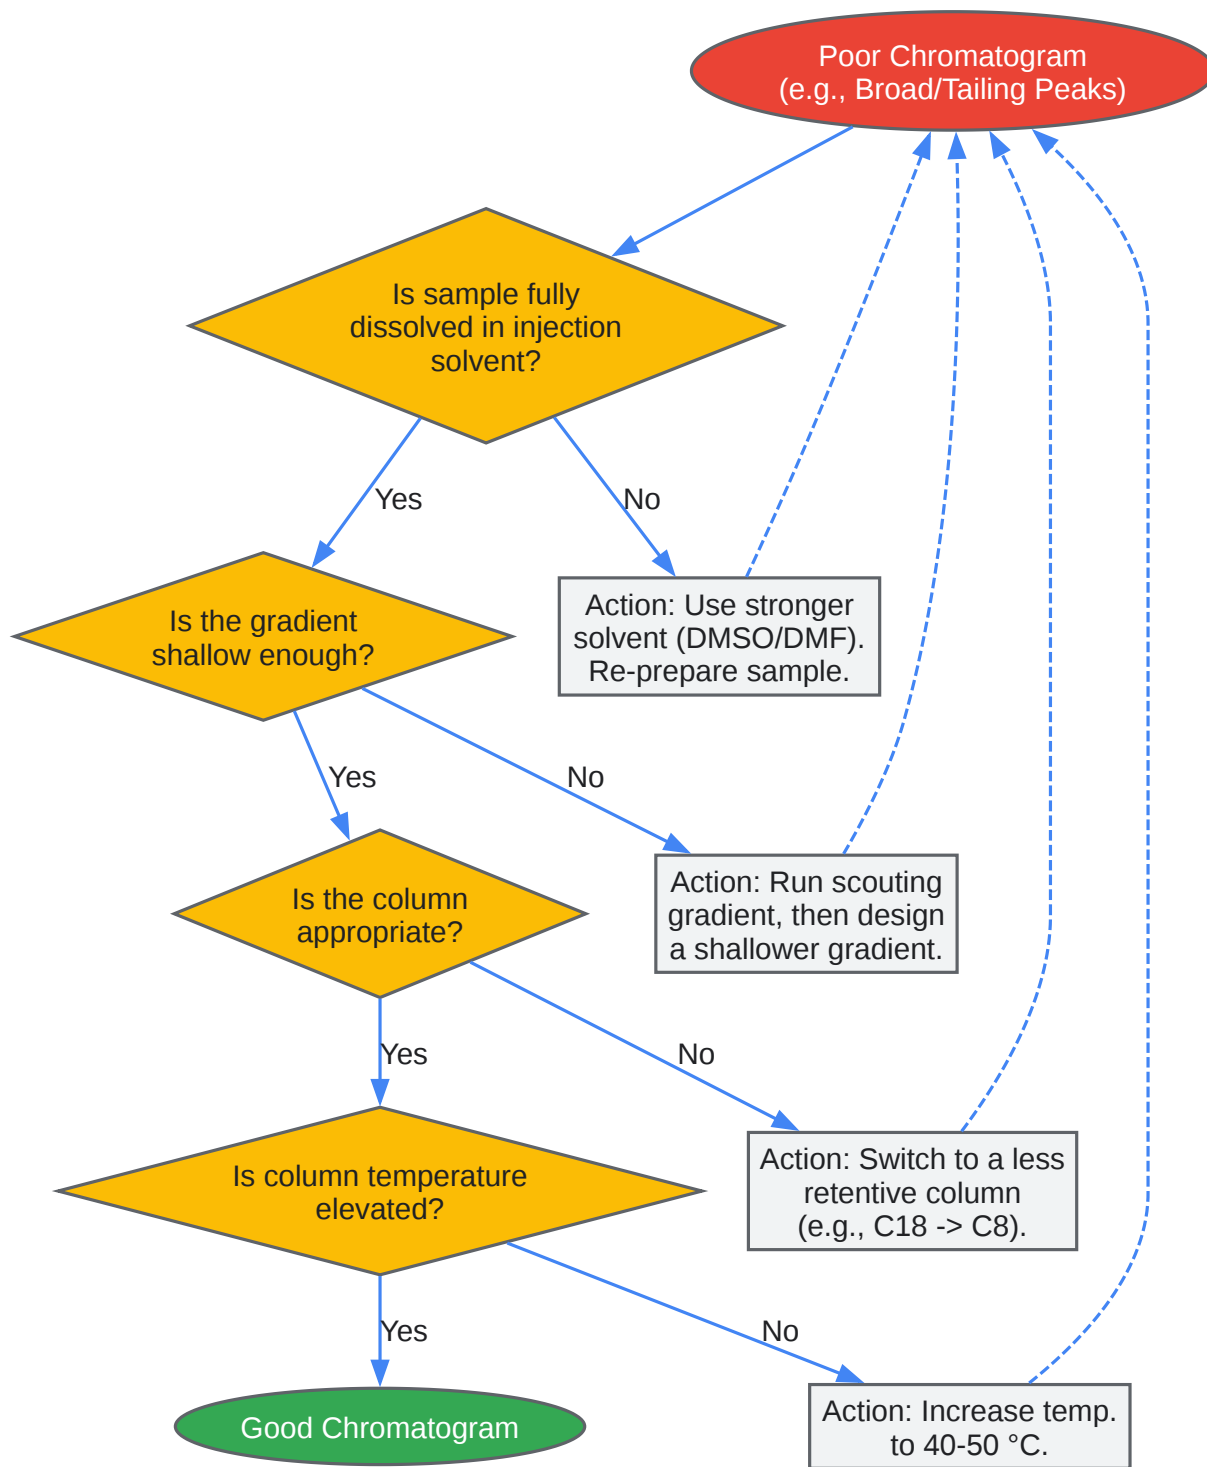 Poor Chromatogram
(e.g., Broad/Tailing Peaks)
Is sample fully
dissolved in injection
solvent?
Yes
No
Is the gradient
shallow enough?
Action: Use stronger
solvent (DMSO/DMF).
Re-prepare sample.
Yes
No
Is the column
appropriate?
Action: Run scouting
gradient, then design
a shallower gradient.
Yes
No
Is column temperature
elevated?
Action: Switch to a less
retentive column
(e.g., C18 -> C8).
Yes
No
Good Chromatogram
Action: Increase temp.
to 40-50 °C.